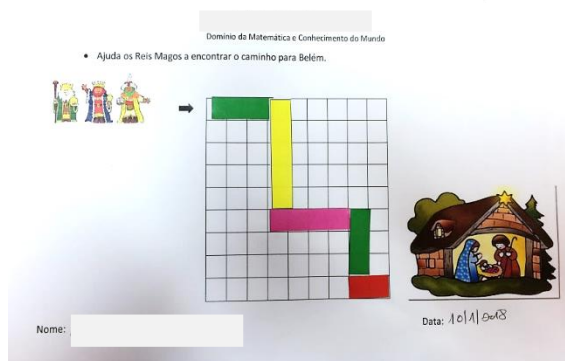 Domínio da Matemática e Conhecimento do Mundo
• Ajuda os Reis Magos a encontrar o caminho para Belém.
Nome:
Data: 10/1/2018